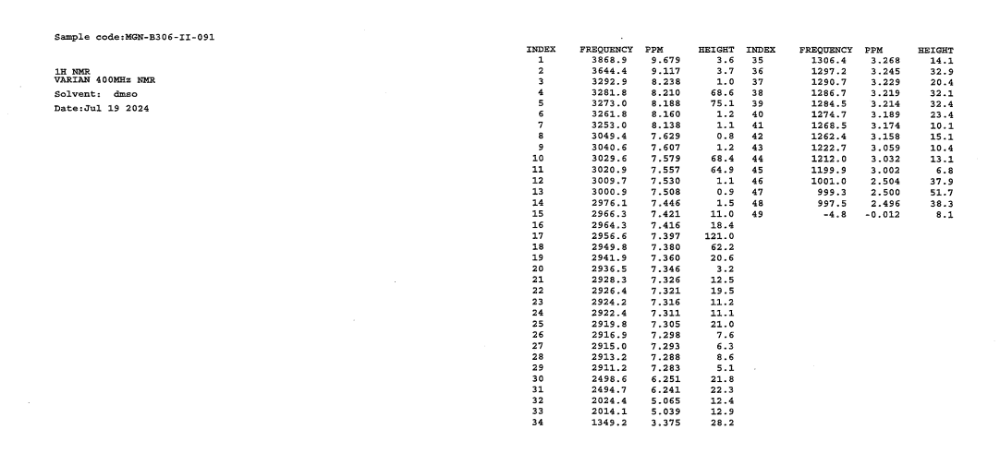 Sample code:MGN-B306-II-091
1H NMR
VARIAN 400MHz NMR
Solvent: dmso
Date:Jul 19 2024
INDEX FREQUENCY PPM HEIGHT INDEX FREQUENCY PPM HEIGHT
1 3868.9 9.679 3.6 35 1306.4 3.268 14.1
2 3644.4 9.117 3.7 36 1297.2 3.245 32.9
3 3292.9 8.238 1.0 37 1290.7 3.229 20.4
4 3281.8 8.210 68.6 38 1286.7 3.219 32.1
5 3273.0 8.188 75.1 39 1284.5 3.214 32.4
6 3261.8 8.160 1.2 40 1274.7 3.189 23.4
7 3253.0 8.138 1.1 41 1268.5 3.174 10.1
8 3049.4 7.629 0.8 42 1262.4 3.158 15.1
9 3040.6 7.607 1.2 43 1222.7 3.059 10.4
10 3029.6 7.579 68.4 44 1212.0 3.032 13.1
11 3020.9 7.557 64.9 45 1199.9 3.002 6.8
12 3009.7 7.530 1.1 46 1001.0 2.504 37.9
13 3000.9 7.508 0.9 47 999.3 2.500 51.7
14 2976.1 7.446 1.5 48 997.5 2.496 38.3
15 2966.3 7.421 11.0 49 -4.8 -0.012 8.1
16 2964.3 7.416 18.4
17 2956.6 7.397 121.0
18 2949.8 7.380 62.2
19 2941.9 7.360 20.6
20 2936.5 7.346 3.2
21 2928.3 7.326 12.5
22 2926.4 7.321 19.5
23 2924.2 7.316 11.2
24 2922.4 7.311 11.1
25 2919.8 7.305 21.0
26 2916.9 7.298 7.6
27 2915.0 7.293 6.3
28 2913.2 7.288 8.6
29 2911.2 7.283 5.1
30 2498.6 6.251 21.8
31 2494.7 6.241 22.3
32 2024.4 5.065 12.4
33 2014.1 5.039 12.9
34 1349.2 3.375 28.2